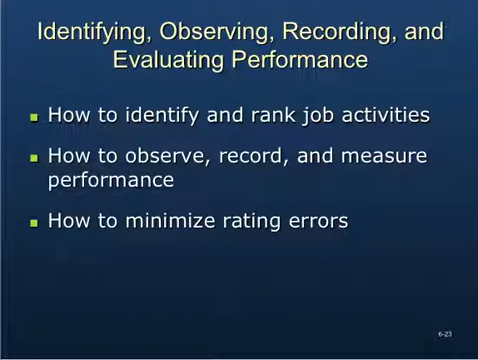 Identifying, Observing, Recording, and
Evaluating Performance
How to identify and rank job activities
How to observe, record, and measure
performance
How to minimize rating errors
6-23